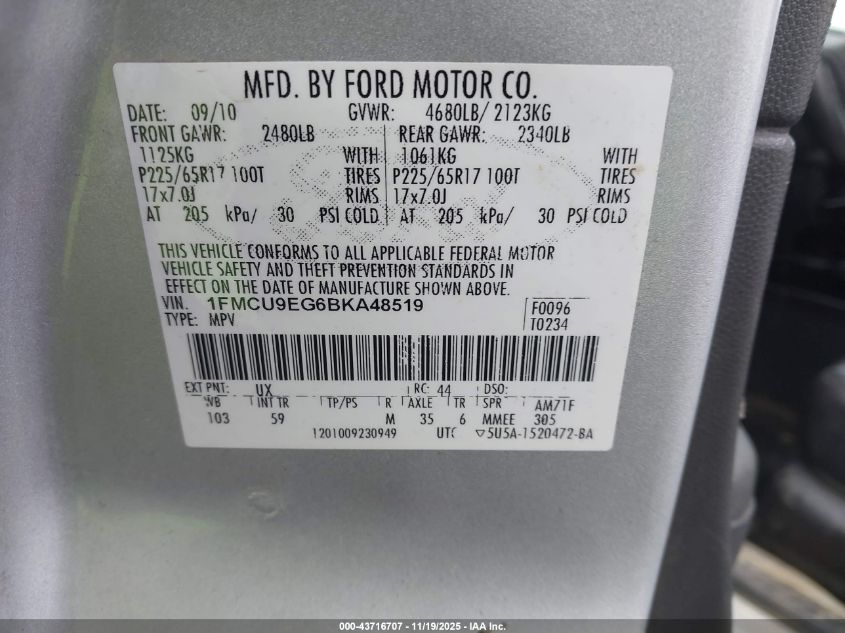 MFD. BY FORD MOTOR CO.
DATE: 09/10 GVWR: 4680LB/ 2123KG
FRONT GAWR: 2480LB REAR GAWR: 2340LB
1125KG WITH 1061KG WITH
P225/65R17 100T TIRES P225/65R17 100T TIRES
17x7.0J RIMS 17x7.0J RIMS
AT 205 kPa/ 30 PSI COLD AT 205 kPa/ 30 PSI COLD
THIS VEHICLE CONFORMS TO ALL APPLICABLE FEDERAL MOTOR
VEHICLE SAFETY AND THEFT PREVENTION STANDARDS IN
EFFECT ON THE DATE OF MANUFACTURE SHOWN ABOVE.
VIN: 1FMCU9EG6BKA48519 F0096
TYPE: MPV T0234
EXT PNT: UX RC: 44 DSO:
WB INT TR TP/PS R AXLE TR SPR AM71F
103 59 M 35 6 MMEE 305
1201009230949 UTC ▽5U5A-1520472-BA
000-43716707 - 11/19/2025 - IAA Inc.